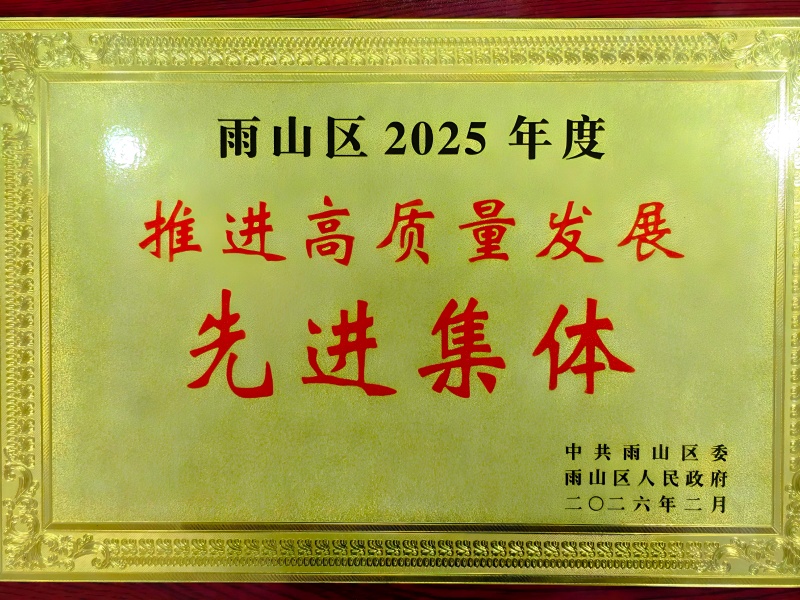 雨山区 2025 年度
推进高质量发展
先进集体
中共雨山区委
雨山区人民政府
二〇二六年二月